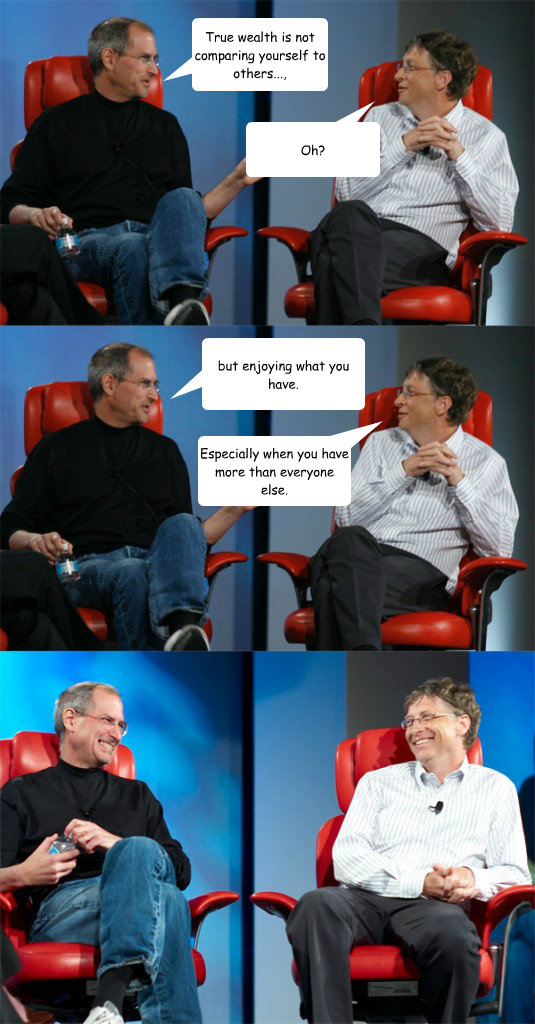 True wealth is not
comparing yourself to
others...,
Oh?
but enjoying what you
have.
Especially when you have
more than everyone
else.